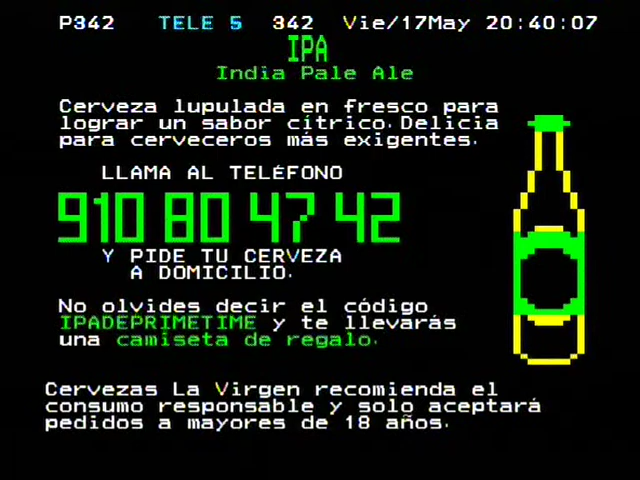 P342 TELE 5 342 Vie/17May 20:40:07
IPA
India Pale Ale
Cerveza lupulada en fresco para
lograr un sabor cítrico.Delicia
para cerveceros más exigentes.
LLAMA AL TELÉFONO
910 80 47 42
Y PIDE TU CERVEZA
A DOMICILIO.
No olvides decir el código
IPADEPRIMETIME y te llevarás
una camiseta de regalo.
Cervezas La Virgen recomienda el
consumo responsable y solo aceptará
pedidos a mayores de 18 años.